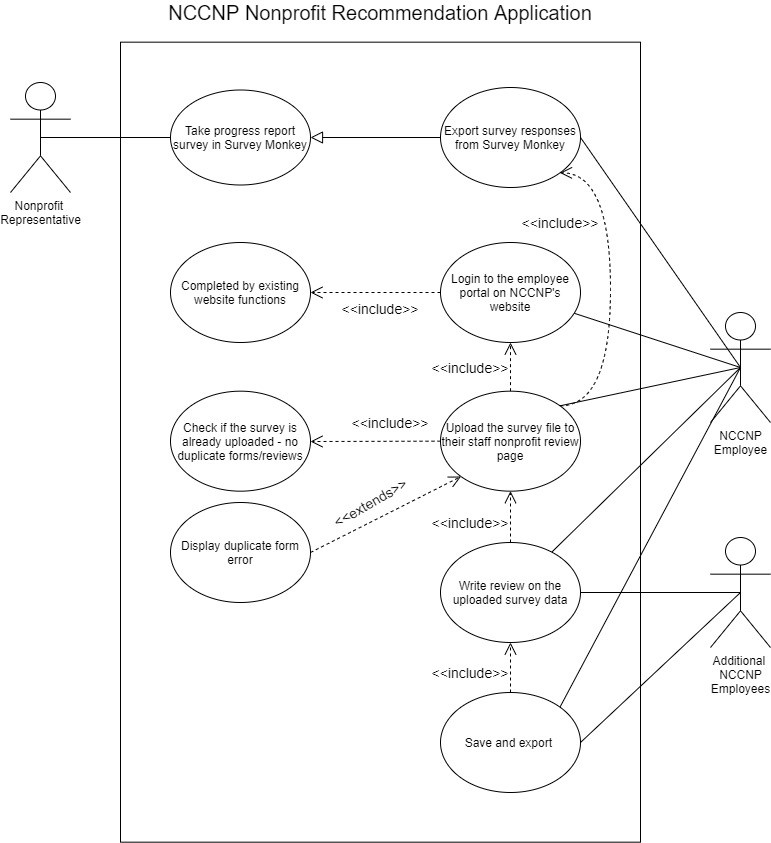 NCCNP Nonprofit Recommendation Application
Take progress report
survey in Survey Monkey
Export survey responses
from Survey Monkey
Nonprofit
Representative
<<include>>
Completed by existing
website functions
<<include>>
Login to the employee
portal on NCCNP's
website
<<include>>
Check if the survey is
already uploaded - no
duplicate forms/reviews
<<include>>
Upload the survey file to
their staff nonprofit review
page
NCCNP
Employee
<<extends>>
Display duplicate form
error
<<include>>
Write review on the
uploaded survey data
<<include>>
Additional
NCCNP
Employees
Save and export